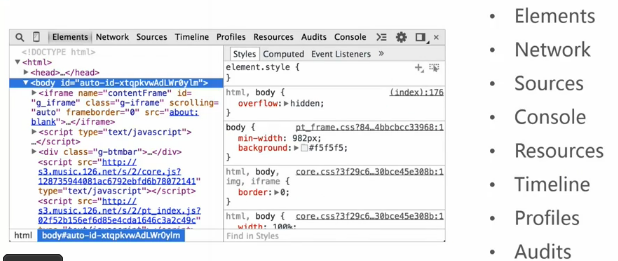 Elements Network Sources Timeline Profiles Resources Audits Console
<!DOCTYPE html>
▼<html>
▶<head>…</head>
▼<body id="auto-id-xtqpkvwAdLWr0ylm">
▶<iframe name="contentFrame" id=
"g_iframe" class="g-iframe" scrolling=
"auto" frameborder="0" src="about:
blank">…</iframe>
▶<script type="text/javascript">
…</script>
▶<div class="g-btmbar">…</div>
<script src="http://
s3.music.126.net/s/2/core.js?
128735944081ac6792ebfd6b78072141"
type="text/javascript"></script>
<script src="http://
s3.music.126.net/s/2/pt_index.js?
02f52b156ef6d85e4cda1646c3a2c49c"
html body#auto-id-xtqpkvwAdLWr0ylm
Styles Computed Event Listeners »
element.style {
}
html, body { (index):176
overflow:▶hidden;
}
body { pt_frame.css?84…4bbcbcc33968:1
min-width: 982px;
background:▶#f5f5f5;
}
html, body, core.css?3f29c6…30bce45e308b:1
img, iframe {
border:▶0;
}
html, body { core.css?3f29c6…30bce45e308b:1
width: 100%;
Find in Styles
• Elements
• Network
• Sources
• Console
• Resources
• Timeline
• Profiles
• Audits